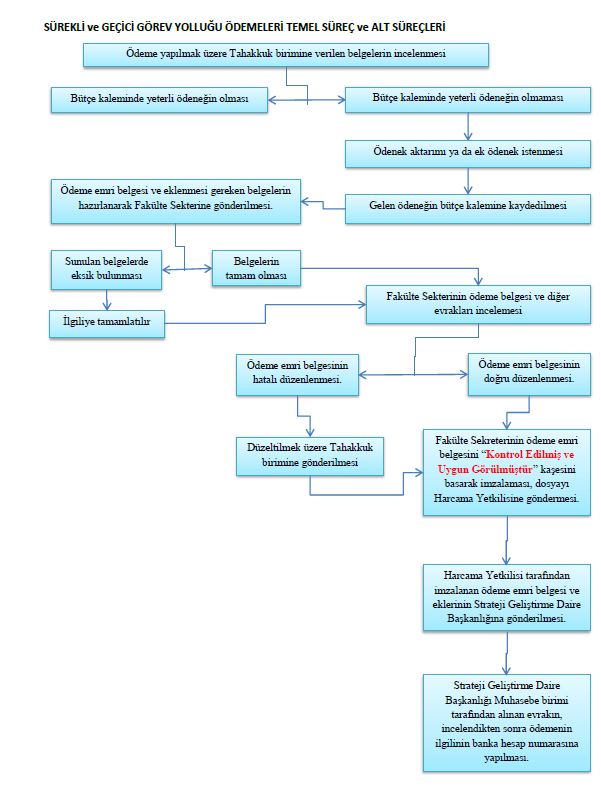 SÜREKLİ ve GEÇİCİ GÖREV YOLLUĞU ÖDEMELERİ TEMEL SÜREÇ ve ALT SÜREÇLERİ
Ödeme yapılmak üzere Tahakkuk birimine verilen belgelerin incelenmesi
Bütçe kaleminde yeterli ödeneğin olması
Bütçe kaleminde yeterli ödeneğin olmaması
Ödenek aktarımı ya da ek ödenek istenmesi
Ödeme emri belgesi ve eklenmesi gereken belgelerin
hazırlanarak Fakülte Sekterine gönderilmesi.
Gelen ödeneğin bütçe kalemine kaydedilmesi
Sunulan belgelerde
eksik bulunması
Belgelerin
tamam olması
İlgiliye tamamlatılır
Fakülte Sekterinin ödeme belgesi ve diğer
evrakları incelemesi
Ödeme emri belgesinin
hatalı düzenlenmesi.
Ödeme emri belgesinin
doğru düzenlenmesi.
Düzeltilmek üzere Tahakkuk
birimine gönderilmesi
Fakülte Sekreterinin ödeme emri
belgesini “Kontrol Edilmiş ve
Uygun Görülmüştür” kaşesini
basarak imzalaması, dosyayı
Harcama Yetkilisine göndermesi.
Harcama Yetkilisi tarafından
imzalanan ödeme emri belgesi ve
eklerinin Strateji Geliştirme Daire
Başkanlığına gönderilmesi.
Strateji Geliştirme Daire
Başkanlığı Muhasebe birimi
tarafından alınan evrakın,
incelendikten sonra ödemenin
ilgilinin banka hesap numarasına
yapılması.